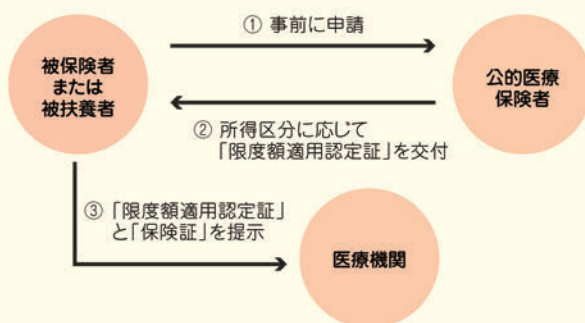 ① 事前に申請
被保険者
または
被扶養者
公的医療
保険者
② 所得区分に応じて
「限度額適用認定証」を交付
③ 「限度額適用認定証」
と「保険証」を提示
医療機関